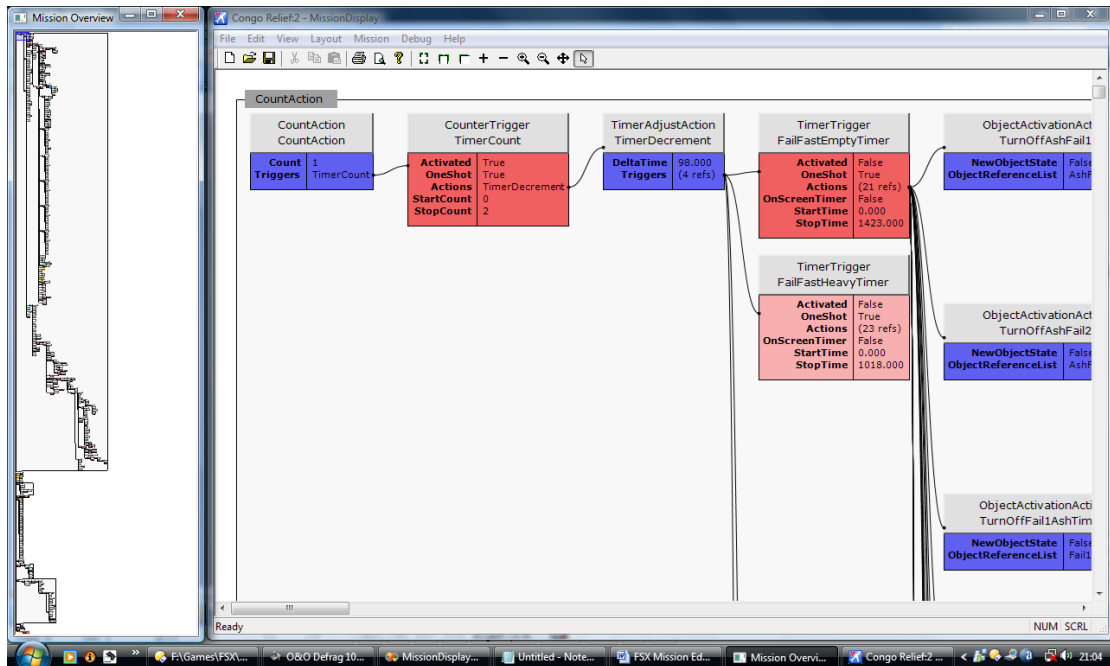 Mission Overview
Congo Relief:2 - MissionDisplay
File Edit View Layout Mission Debug Help
CountAction
CountAction
CountAction
Count 1
Triggers TimerCount
CounterTrigger
TimerCount
Activated True
OneShot True
Actions TimerDecrement
StartCount 0
StopCount 2
TimerAdjustAction
TimerDecrement
DeltaTime 98.000
Triggers (4 refs)
TimerTrigger
FailFastEmptyTimer
Activated False
OneShot True
Actions (21 refs)
OnScreenTimer False
StartTime 0.000
StopTime 1423.000
TimerTrigger
FailFastHeavyTimer
Activated False
OneShot True
Actions (23 refs)
OnScreenTimer False
StartTime 0.000
StopTime 1018.000
ObjectActivationAct
TurnOffAshFail1
NewObjectState False
ObjectReferenceList AshF
ObjectActivationAct
TurnOffAshFail2
NewObjectState False
ObjectReferenceList AshF
ObjectActivationActi
TurnOffFail1AshTim
NewObjectState False
ObjectReferenceList Fail1
Ready
NUM SCRL
F:\Games\FSX\... O&O Defrag 10... MissionDisplay... Untitled - Note... FSX Mission Ed... Mission Overvi... Congo Relief:2 ... 21:04